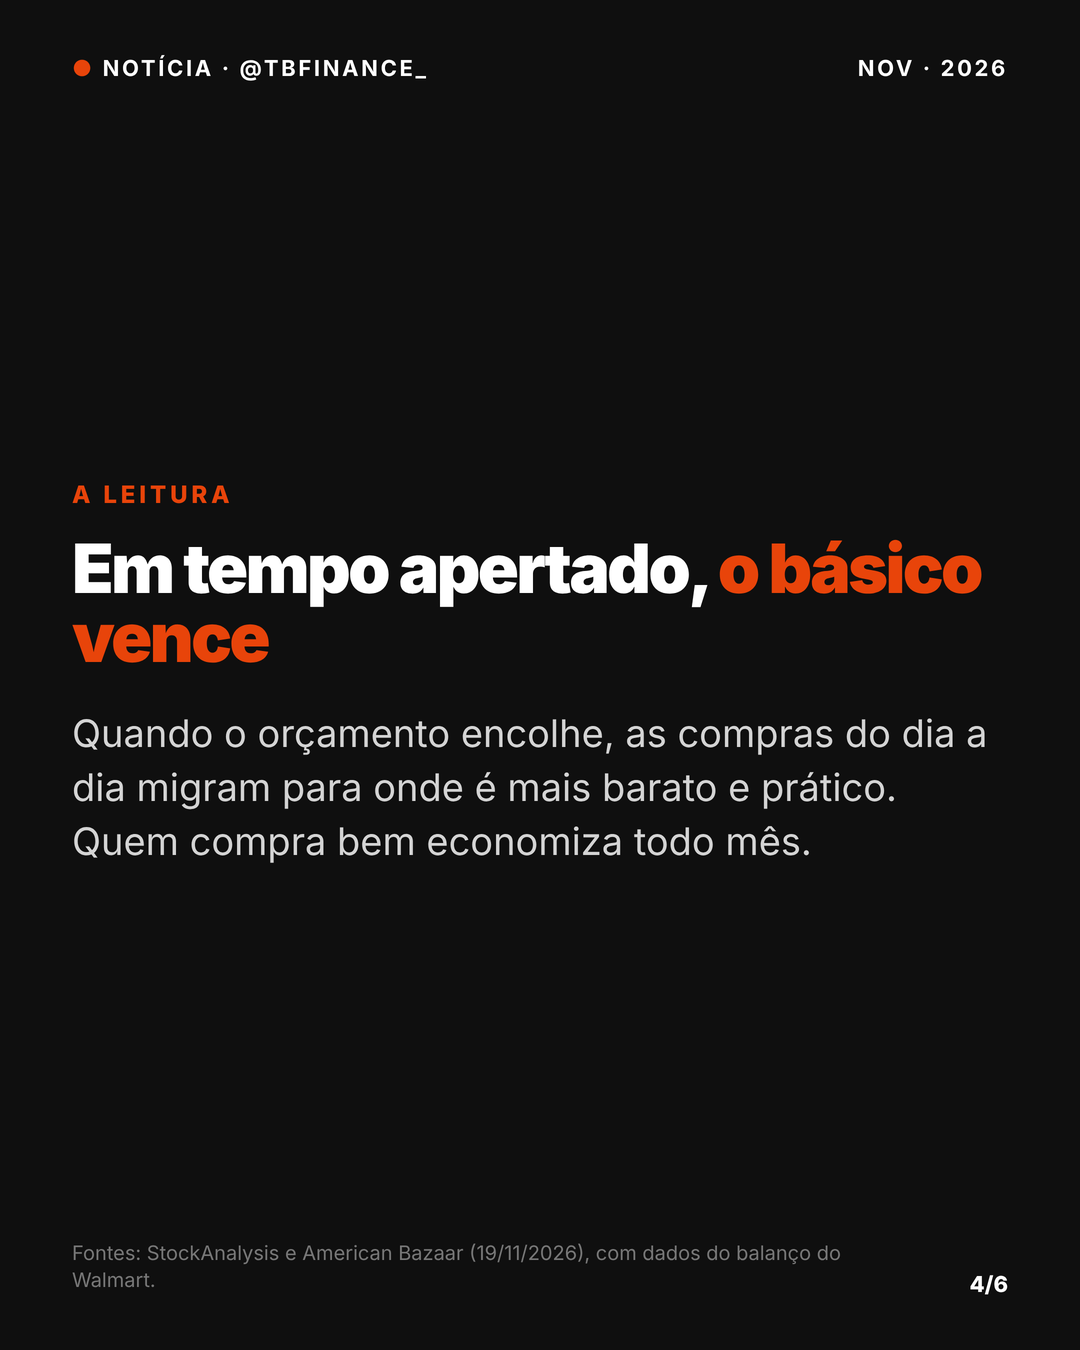 NOTÍCIA · @TBFINANCE_
NOV · 2026
A LEITURA
Em tempo apertado, o básico
vence
Quando o orçamento encolhe, as compras do dia a
dia migram para onde é mais barato e prático.
Quem compra bem economiza todo mês.
Fontes: StockAnalysis e American Bazaar (19/11/2026), com dados do balanço do
Walmart.
4/6